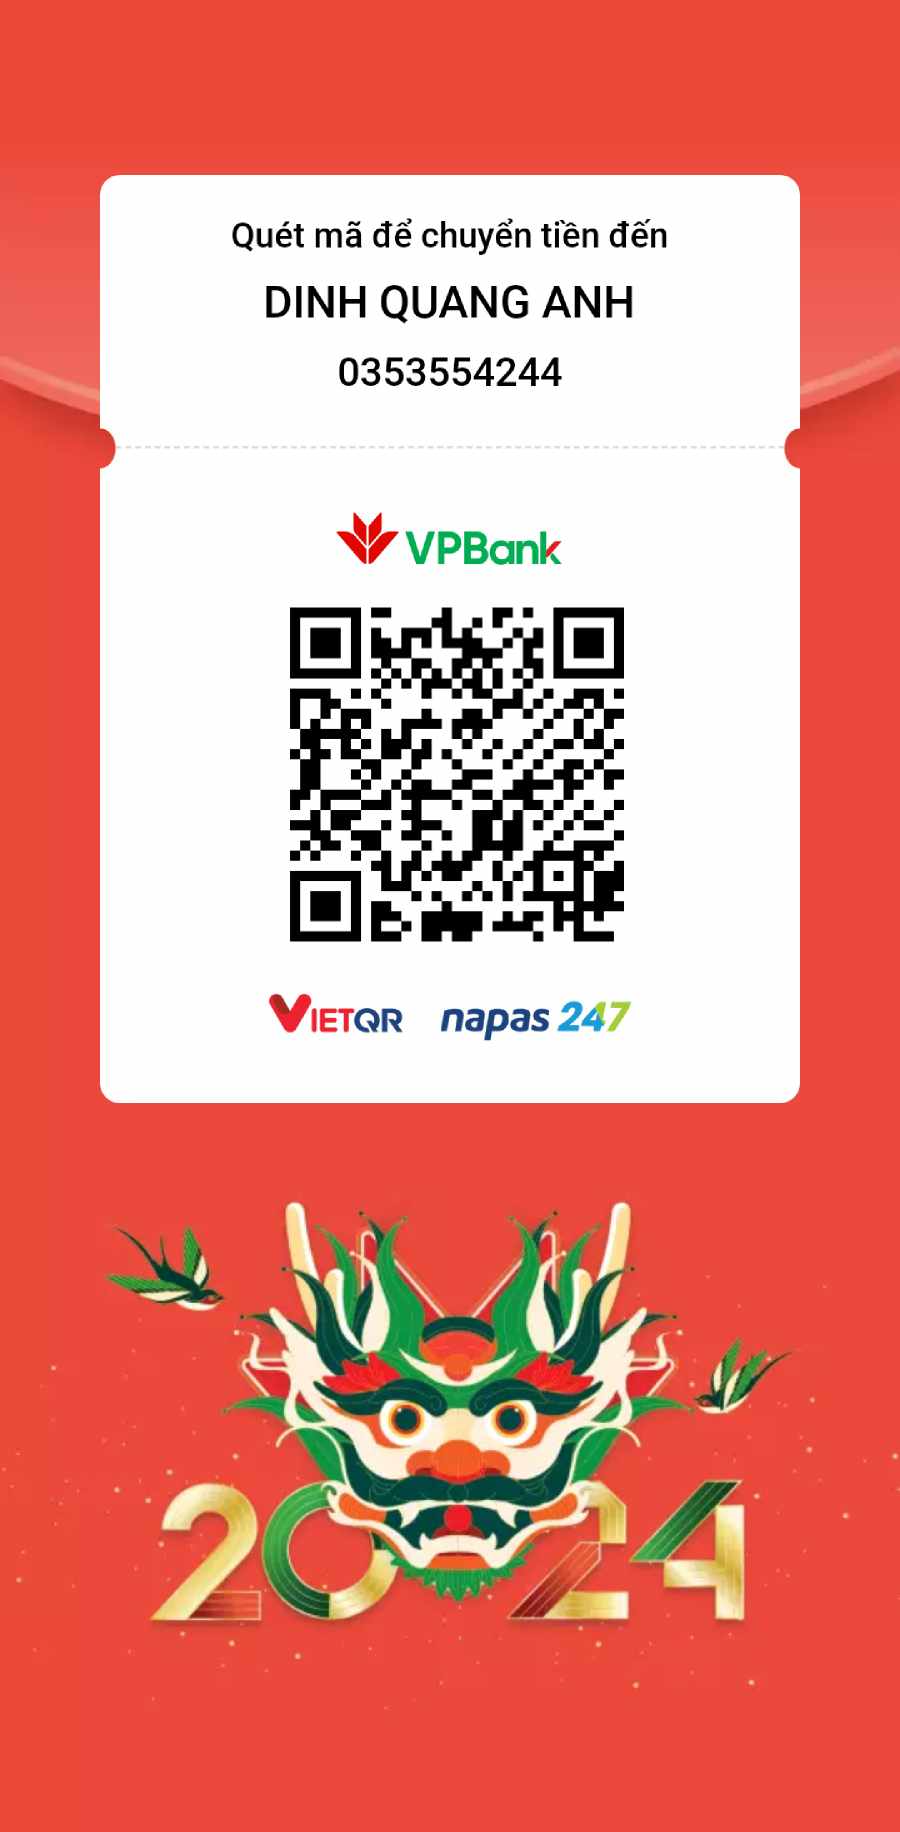 Quét mã để chuyển tiền đến
DINH QUANG ANH
0353554244
VPBank
VIETQR napas 247
2024